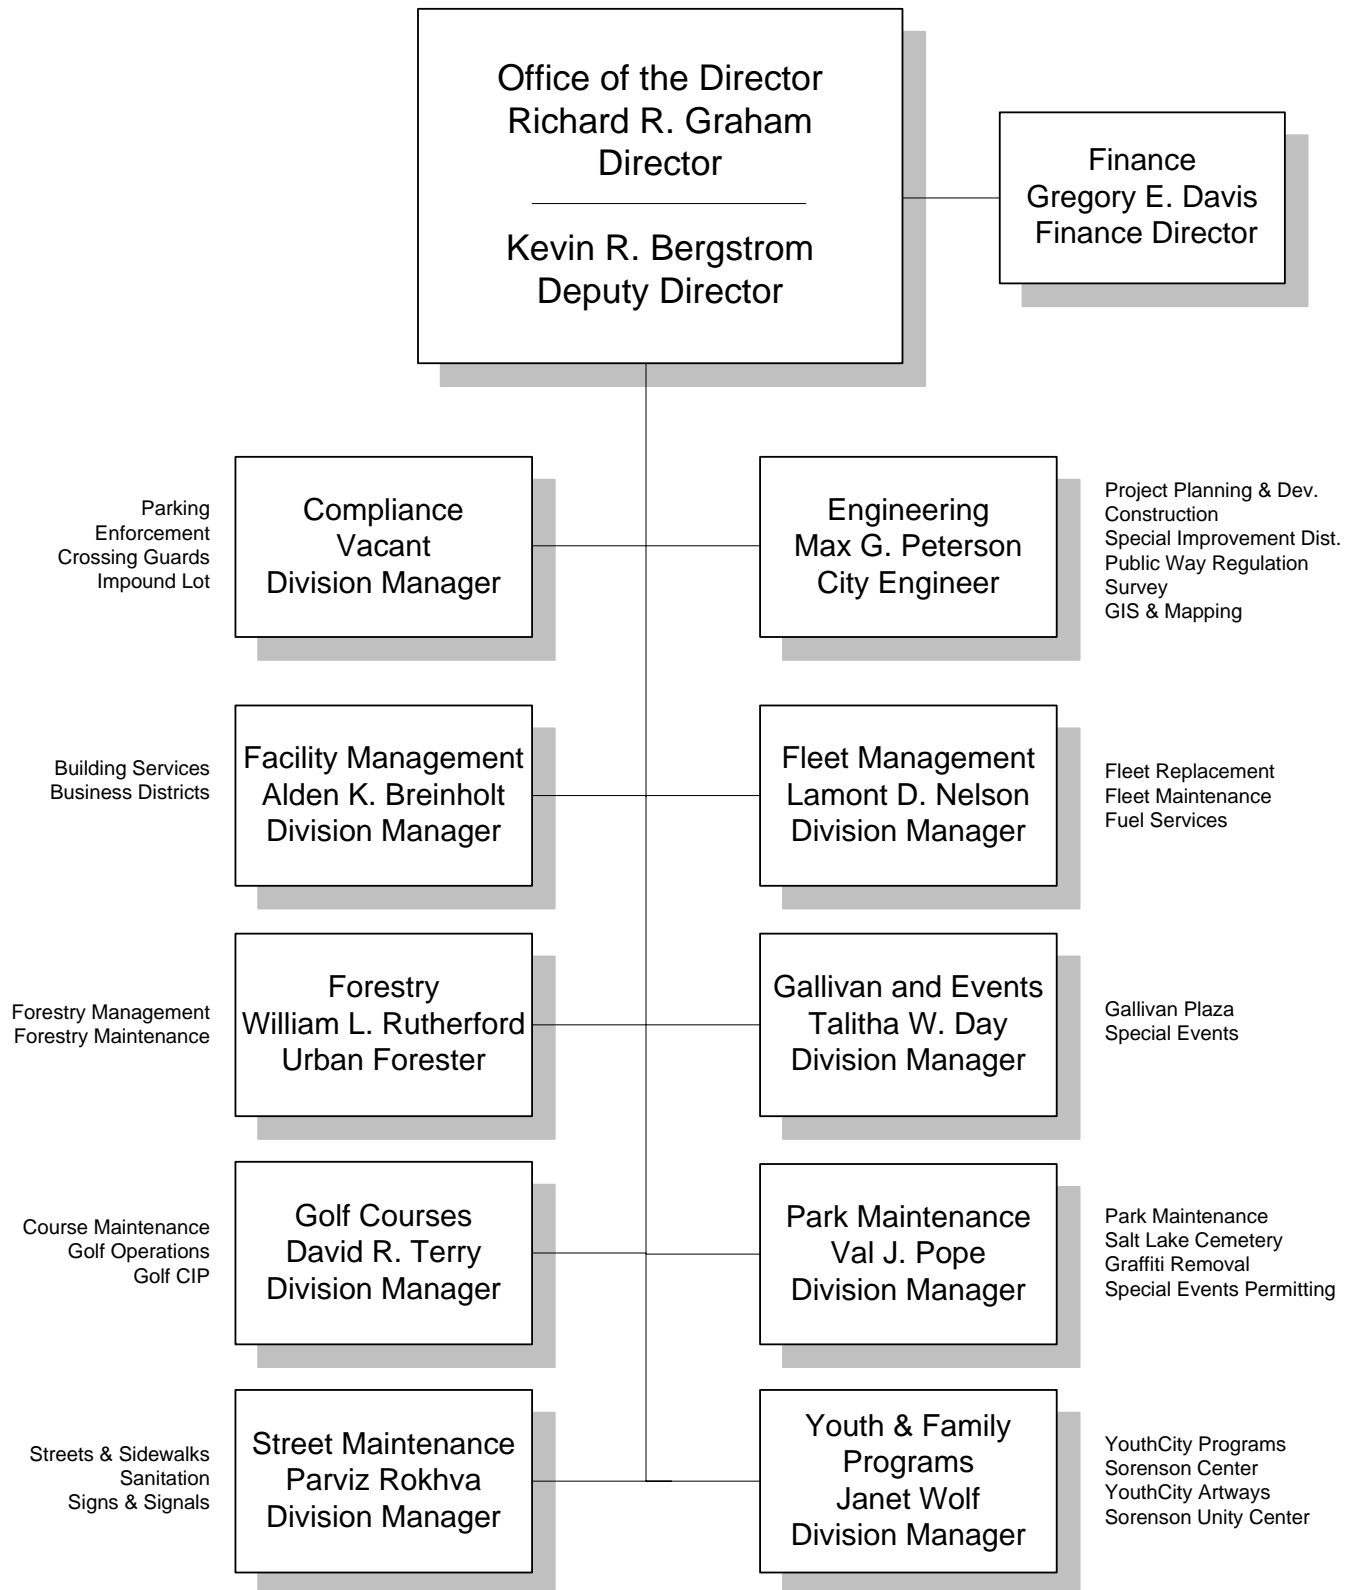 Office of the Director
Richard R. Graham
Director
Kevin R. Bergstrom
Deputy Director
Finance
Gregory E. Davis
Finance Director
Parking
Enforcement
Crossing Guards
Impound Lot
Compliance
Vacant
Division Manager
Engineering
Max G. Peterson
City Engineer
Project Planning & Dev.
Construction
Special Improvement Dist.
Public Way Regulation
Survey
GIS & Mapping
Building Services
Business Districts
Facility Management
Alden K. Breinholt
Division Manager
Fleet Management
Lamont D. Nelson
Division Manager
Fleet Replacement
Fleet Maintenance
Fuel Services
Forestry Management
Forestry Maintenance
Forestry
William L. Rutherford
Urban Forester
Gallivan and Events
Talitha W. Day
Division Manager
Gallivan Plaza
Special Events
Course Maintenance
Golf Operations
Golf CIP
Golf Courses
David R. Terry
Division Manager
Park Maintenance
Val J. Pope
Division Manager
Park Maintenance
Salt Lake Cemetery
Graffiti Removal
Special Events Permitting
Streets & Sidewalks
Sanitation
Signs & Signals
Street Maintenance
Parviz Rokhva
Division Manager
Youth & Family
Programs
Janet Wolf
Division Manager
YouthCity Programs
Sorenson Center
YouthCity Artways
Sorenson Unity Center